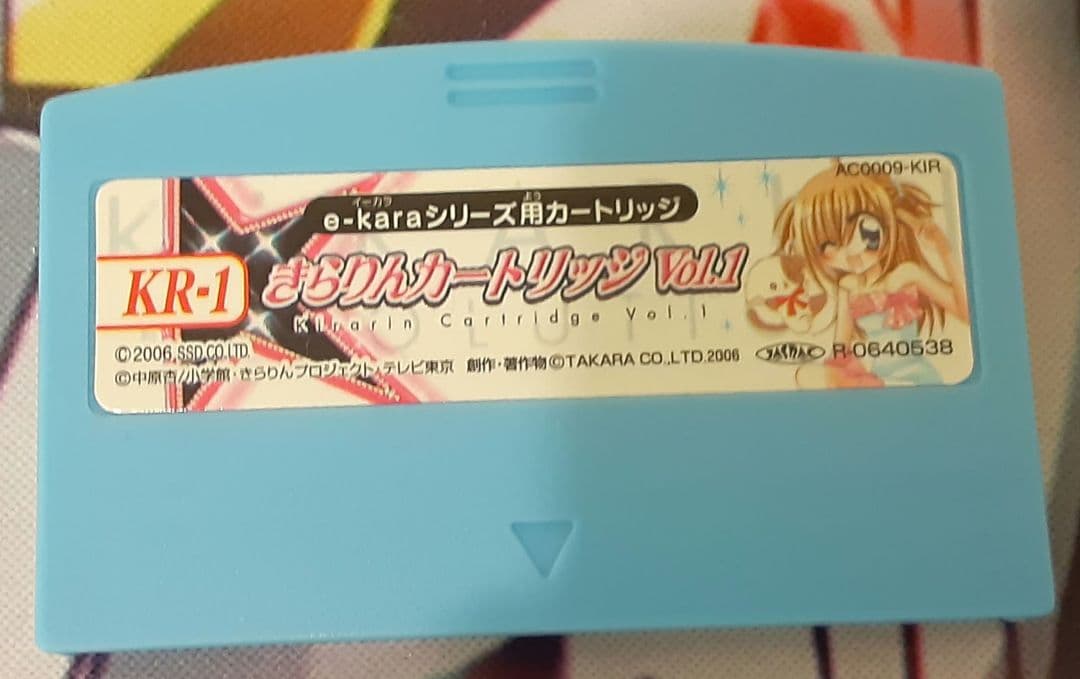 AC0009-KIR
イーカラ よう
e-karaシリーズ用カートリッジ
KR-1
きらりんカートリッジ Vol.1
Kirarin Cartridge Vol.1
©2006,SSD.CO.LTD.
©中原杏/小学館・きらりんプロジェクト,テレビ東京 創作・著作物©TAKARA CO.,LTD.2006 JASRAC R-0640538